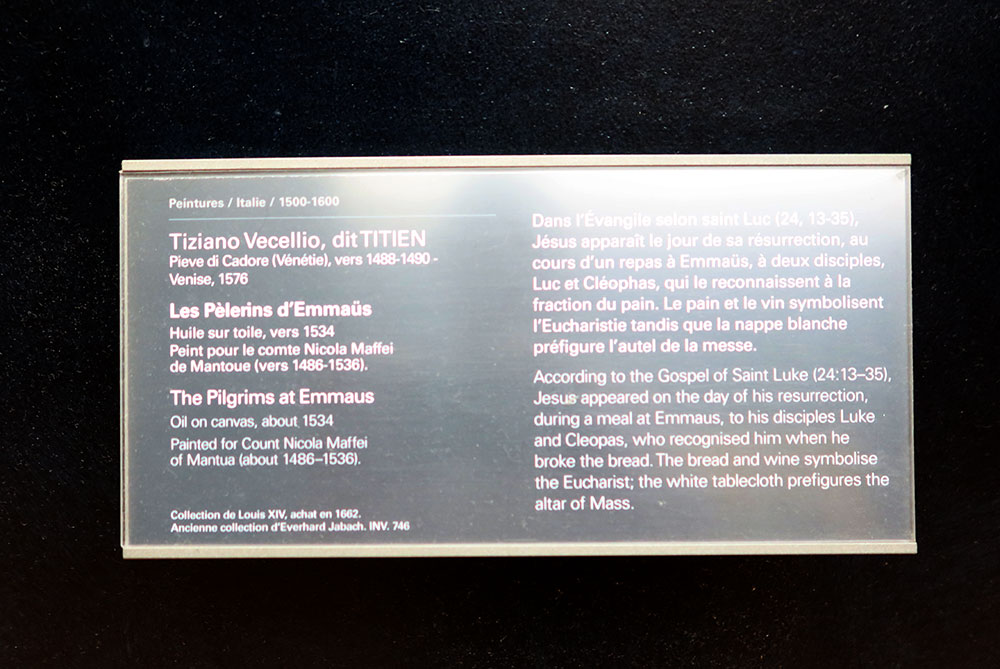 Peintures / Italie / 1500-1600
Tiziano Vecellio, dit TITIEN
Pieve di Cadore (Vénétie), vers 1488-1490 -
Venise, 1576
Les Pèlerins d'Emmaüs
Huile sur toile, vers 1534
Peint pour le comte Nicola Maffei
de Mantoue (vers 1486-1536).
The Pilgrims at Emmaus
Oil on canvas, about 1534
Painted for Count Nicola Maffei
of Mantua (about 1486–1536).
Collection de Louis XIV, achat en 1662.
Ancienne collection d'Everhard Jabach. INV. 746
Dans l'Évangile selon saint Luc (24, 13-35),
Jésus apparaît le jour de sa résurrection, au
cours d'un repas à Emmaüs, à deux disciples,
Luc et Cléophas, qui le reconnaissent à la
fraction du pain. Le pain et le vin symbolisent
l'Eucharistie tandis que la nappe blanche
préfigure l'autel de la messe.
According to the Gospel of Saint Luke (24:13–35),
Jesus appeared on the day of his resurrection,
during a meal at Emmaus, to his disciples Luke
and Cleopas, who recognised him when he
broke the bread. The bread and wine symbolise
the Eucharist; the white tablecloth prefigures the
altar of Mass.